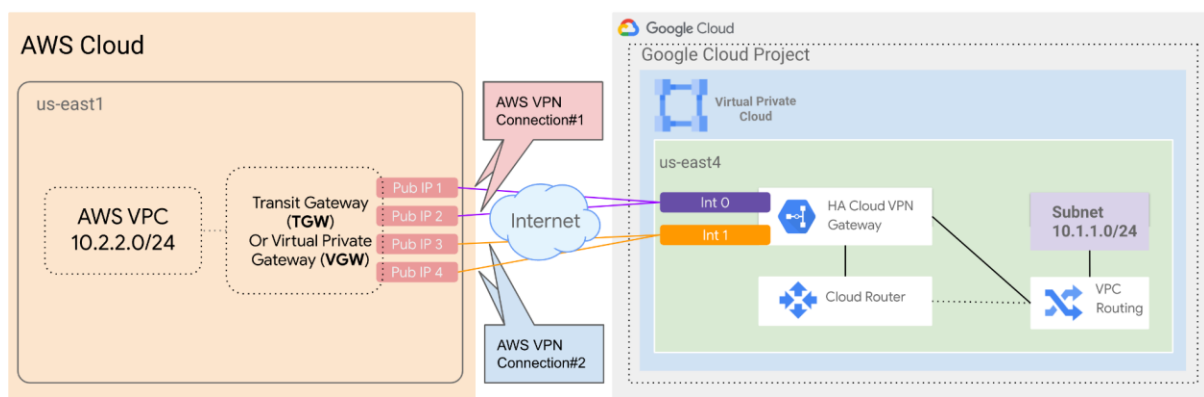 AWS Cloud
us-east1
AWS VPC
10.2.2.0/24
Transit Gateway
(TGW)
Or Virtual Private
Gateway (VGW)
Pub IP 1
Pub IP 2
Pub IP 3
Pub IP 4
AWS VPN
Connection#1
Internet
AWS VPN
Connection#2
Google Cloud
Google Cloud Project
Virtual Private
Cloud
us-east4
Int 0
Int 1
HA Cloud VPN
Gateway
Cloud Router
Subnet
10.1.1.0/24
VPC
Routing